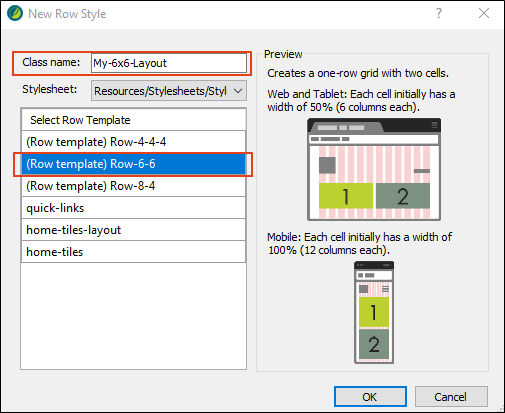 New Row Style
?
Class name: My-6x6-Layout
Stylesheet: Resources/Stylesheets/Styl
Select Row Template
(Row template) Row-4-4-4
(Row template) Row-6-6
(Row template) Row-8-4
quick-links
home-tiles-layout
home-tiles
Preview
Creates a one-row grid with two cells.
Web and Tablet: Each cell initially has a
width of 50% (6 columns each).
1 2
Mobile: Each cell initially has a width of
100% (12 columns each).
1
2
OK Cancel